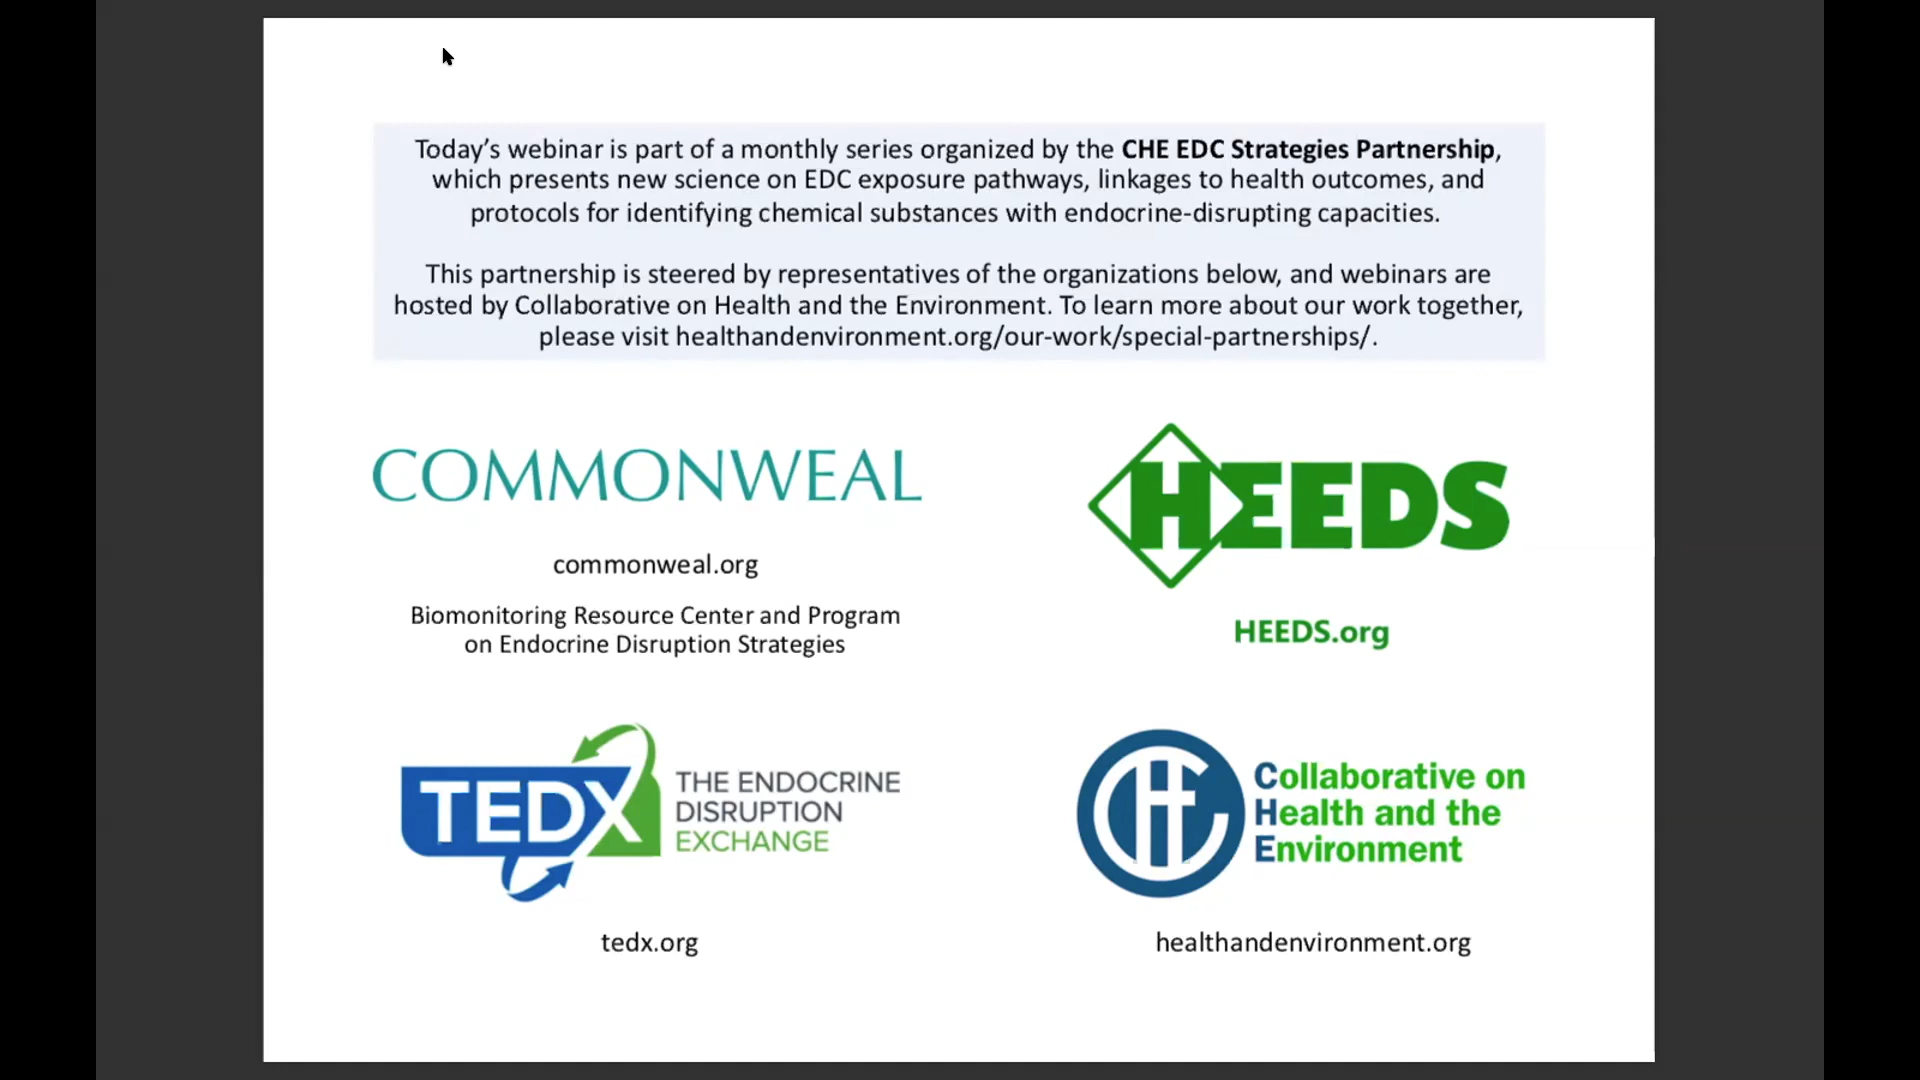 Today’s webinar is part of a monthly series organized by the CHE EDC Strategies Partnership,
which presents new science on EDC exposure pathways, linkages to health outcomes, and
protocols for identifying chemical substances with endocrine-disrupting capacities.
This partnership is steered by representatives of the organizations below, and webinars are
hosted by Collaborative on Health and the Environment. To learn more about our work together,
please visit healthandenvironment.org/our-work/special-partnerships/.
COMMONWEAL
commonweal.org
Biomonitoring Resource Center and Program
on Endocrine Disruption Strategies
HEEDS
HEEDS.org
TEDX
THE ENDOCRINE
DISRUPTION
EXCHANGE
tedx.org
CHE
Collaborative on
Health and the
Environment
healthandenvironment.org